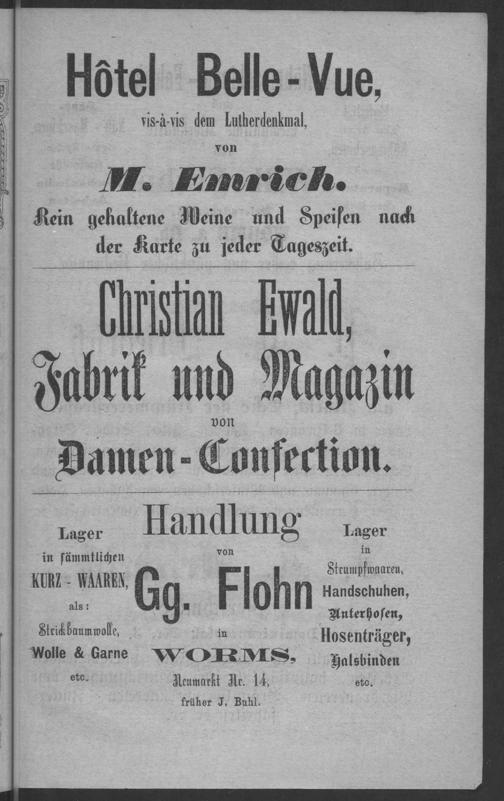 Hôtel Belle-Vue,
vis-à-vis dem Lutherdenkmal,
von
M. Emrich.
Rein gehaltene Weine und Speiſen nach
der Karte zu jeder Tageszeit.
Christian Ewald,
Fabrik und Magazin
von
Damen-Confection.
Handlung
von
Gg. Flohn
in
WORMS,
Neumarkt Nr. 14,
früher J. Buhl.
Lager
in ſämmtlichen
KURZ-WAAREN,
als:
Strickbaumwolle,
Wolle & Garne
etc.
Lager
in
Strumpfwaaren,
Handschuhen,
Unterhoſen,
Hosenträger,
Halsbinden
etc.